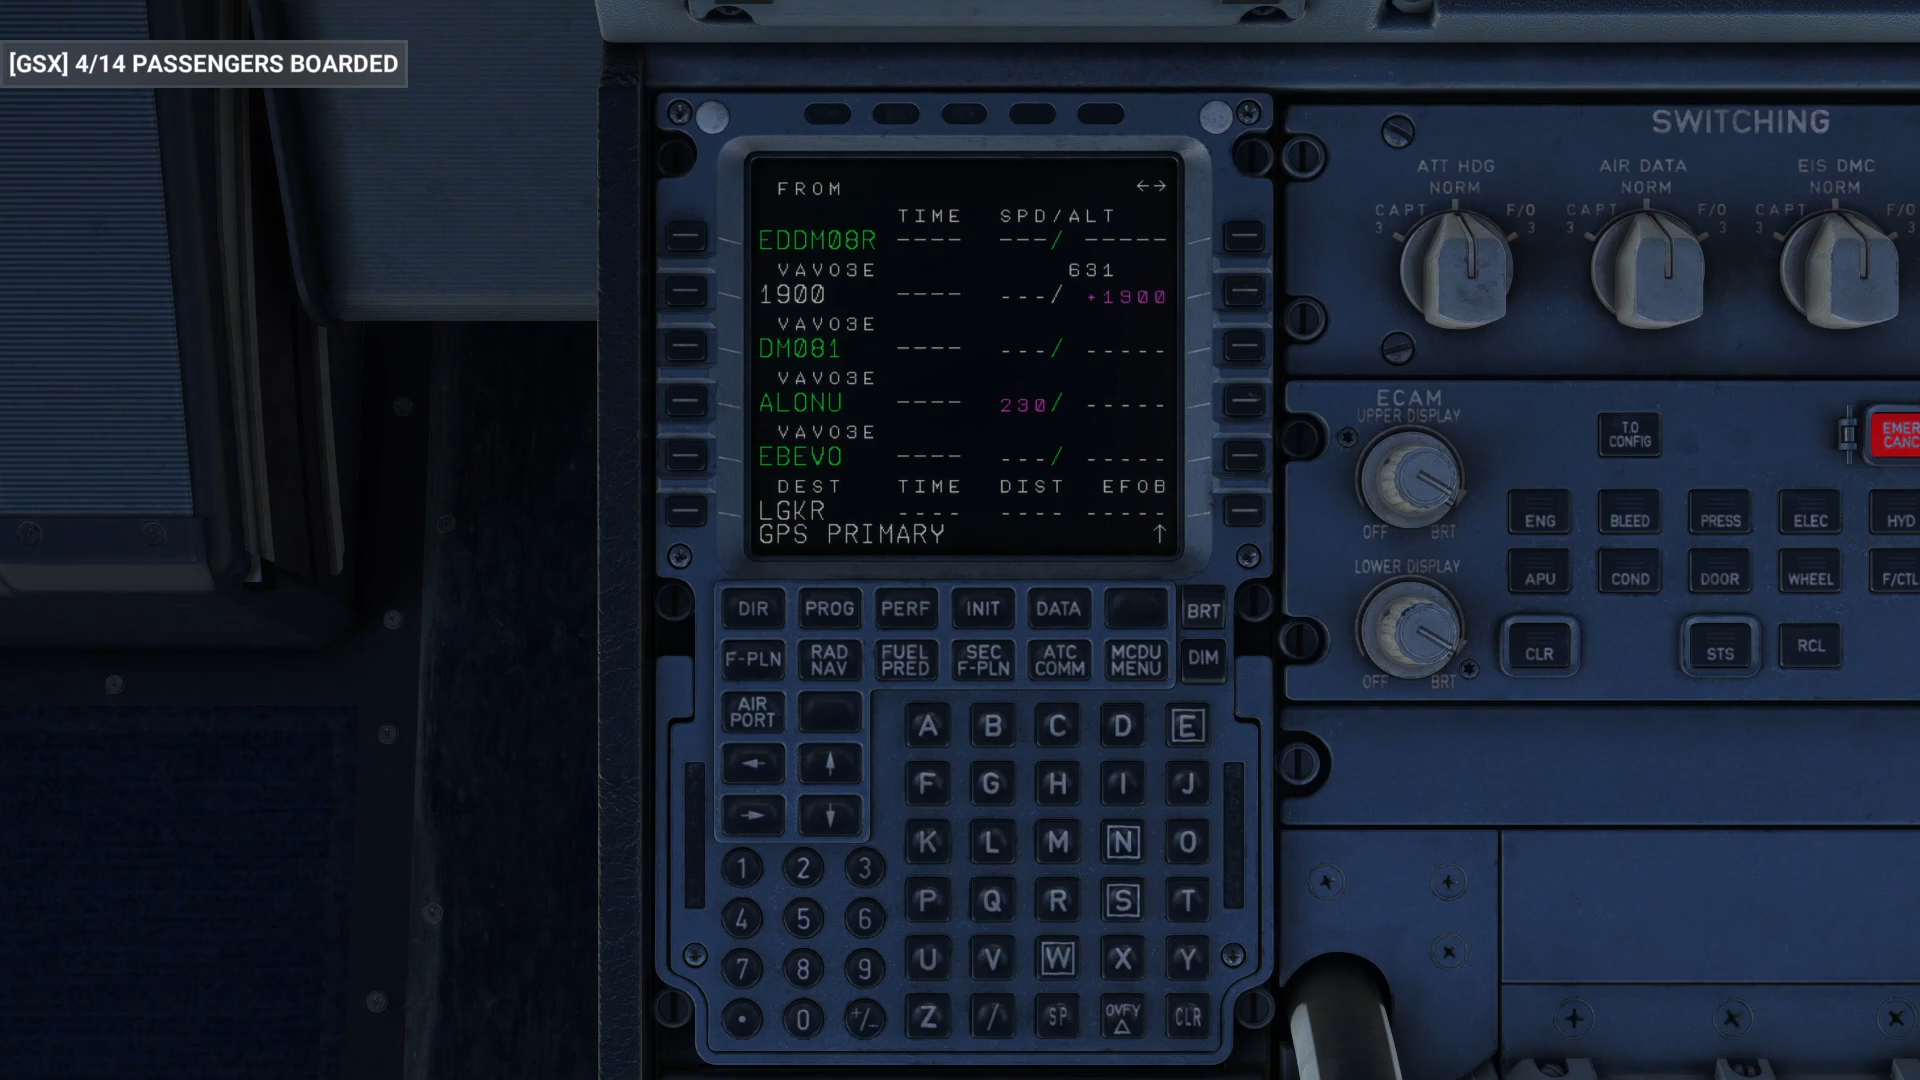 [GSX] 4/14 PASSENGERS BOARDED
FROM ←→
TIME SPD/ALT
EDDM08R ---- ---/ -----
VAVO3E 631
1900 ---- ---/ +1900
VAVO3E
DM081 ---- ---/ -----
VAVO3E
ALONU ---- 230/ -----
VAVO3E
EBEVO ---- ---/ -----
DEST TIME DIST EFOB
LGKR ---- ---- -----
GPS PRIMARY ↑
DIR PROG PERF INIT DATA BRT
F-PLN RAD NAV FUEL PRED SEC F-PLN ATC COMM MCDU MENU DIM
AIR PORT
← ↑
→ ↓
A B C D E
F G H I J
K L M N O
P Q R S T
U V W X Y
Z / SP OVFY △ CLR
1 2 3
4 5 6
7 8 9
. 0 +/-
SWITCHING
ATT HDG AIR DATA EIS DMC
NORM NORM NORM
CAPT 3 F/O 3 CAPT 3 F/O 3 CAPT 3 F/O 3
ECAM
UPPER DISPLAY
OFF BRT
LOWER DISPLAY
OFF BRT
T.O CONFIG
EMER CANC
ENG BLEED PRESS ELEC HYD
APU COND DOOR WHEEL F/CTL
CLR STS RCL